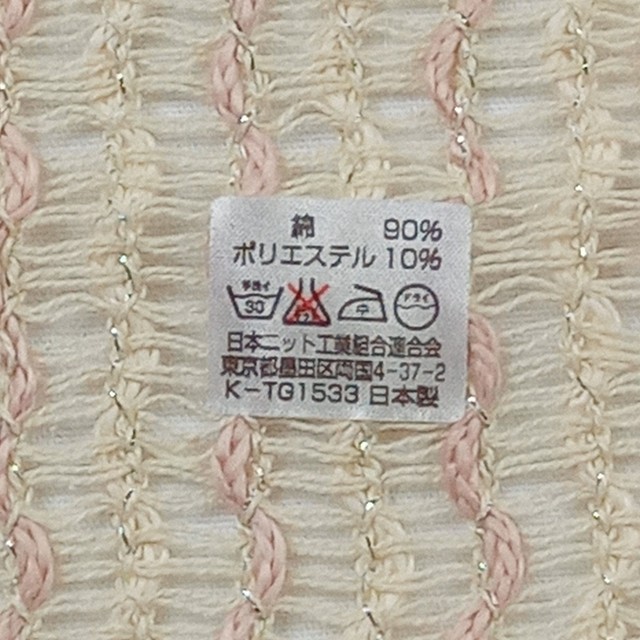 綿 90%
ポリエステル 10%
手洗イ 30 中 ドライ
日本ニット工業組合連合会
東京都墨田区両国4-37-2
K-TG1533 日本製